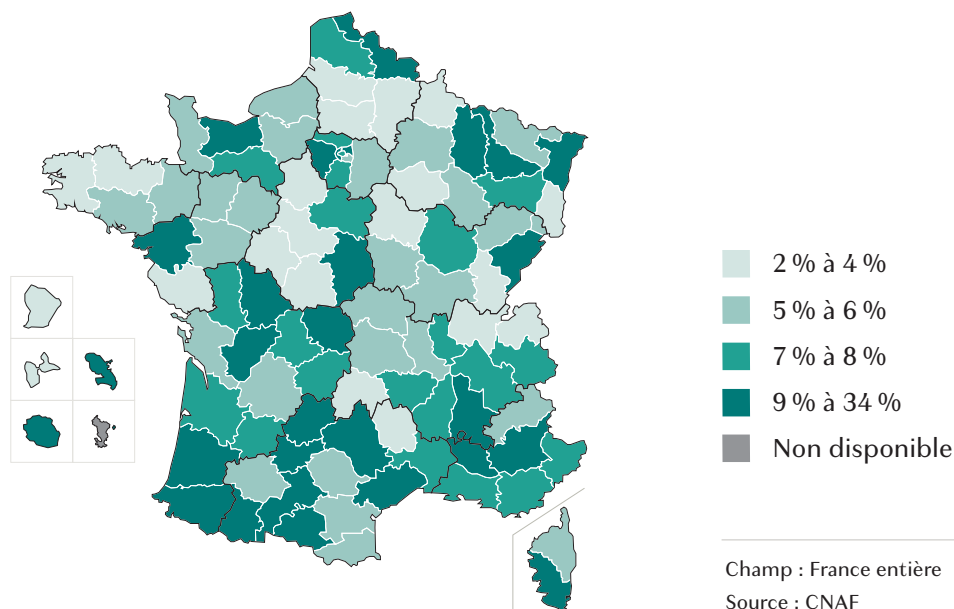 2 % à 4 %
5 % à 6 %
7 % à 8 %
9 % à 34 %
Non disponible
Champ : France entière
Source : CNAF